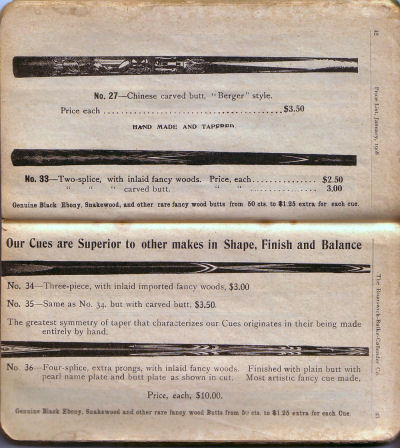 No. 27—Chinese carved butt. "Berger" style.
Price each ........................................ $3.50
HAND MADE AND TAPERED
No. 33—Two-splice, with inlaid fancy woods. Price, each.............. $2.50
" " " carved butt. " " ............... 3.00
Genuine Black Ebony, Snakewood, and other rare fancy wood butts from 50 cts. to $1.25 extra for each cue.
Price List, January, 1908
Our Cues are Superior to other makes in Shape, Finish and Balance
No. 34—Three-piece, with inlaid imported fancy woods, $3.00
No. 35—Same as No. 34, but with carved butt, $3.50.
The greatest symmetry of taper that characterizes our Cues originates in their being made
entirely by hand.
No. 36—Four-splice, extra prongs, with inlaid fancy woods. Finished with plain butt with
pearl name plate and butt plate as shown in cut. Most artistic fancy cue made,
Price, each, $10.00.
Genuine Black Ebony, Snakewood and other rare fancy wood Butts from 50 cts. to $1.25 extra for each Cue.
The Brunswick-Balke-Collender Co.